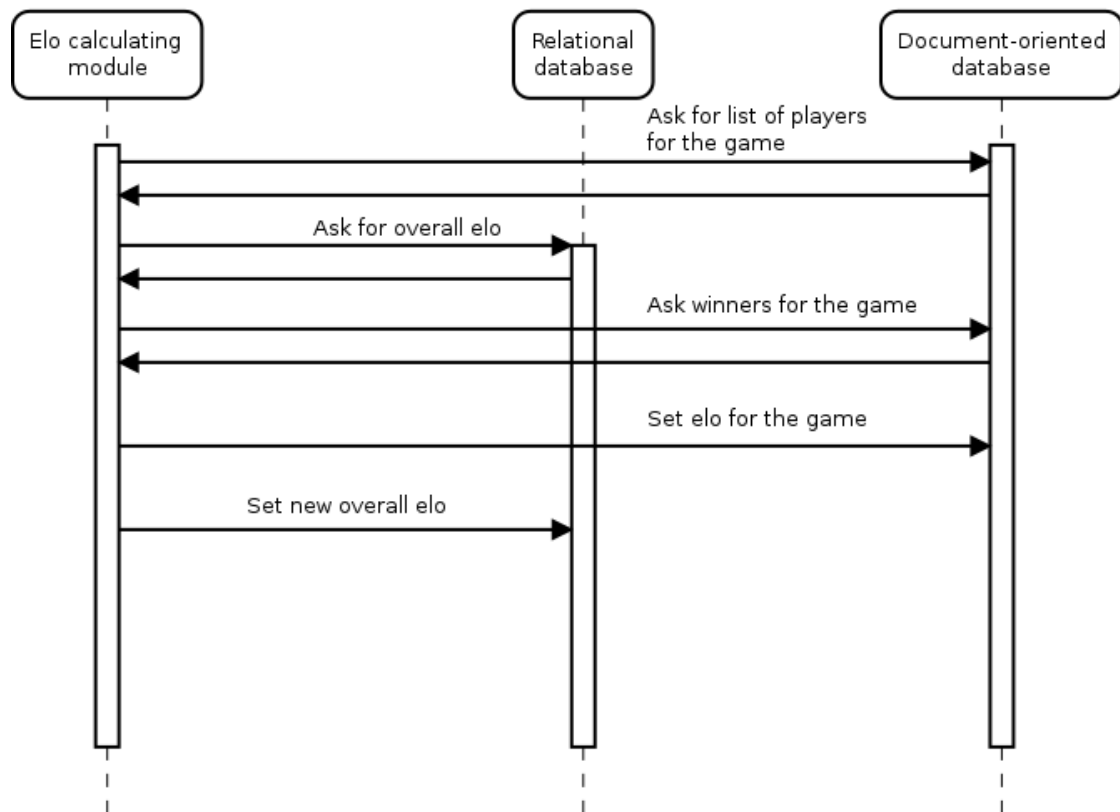 Elo calculating
module
Relational
database
Document-oriented
database
Ask for list of players
for the game
Ask for overall elo
Ask winners for the game
Set elo for the game
Set new overall elo